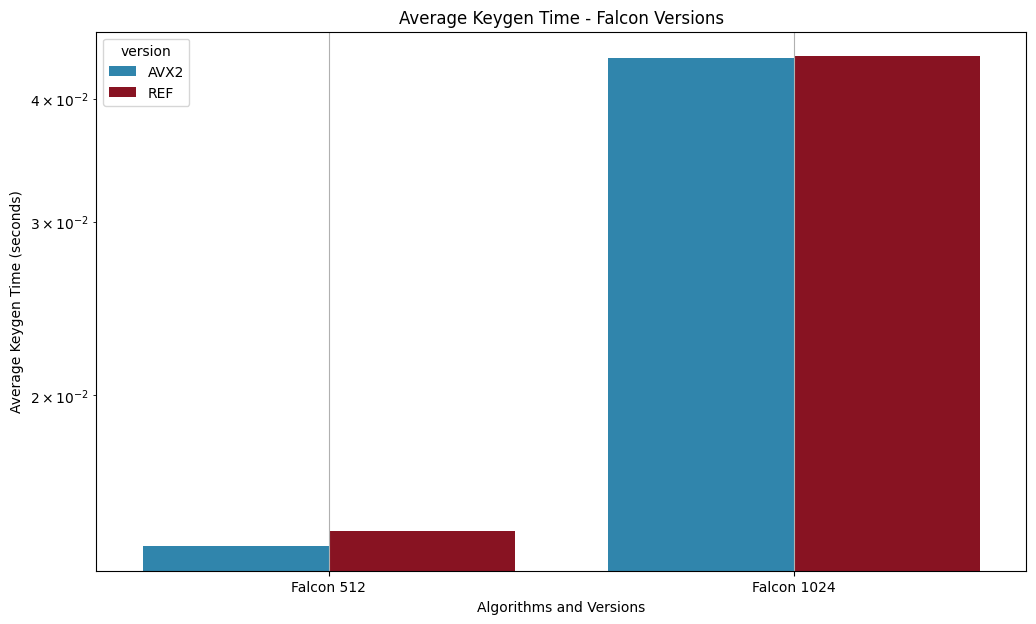 Average Keygen Time - Falcon Versions
version
AVX2
REF
4 × 10⁻²
3 × 10⁻²
2 × 10⁻²
Average Keygen Time (seconds)
Falcon 512
Falcon 1024
Algorithms and Versions